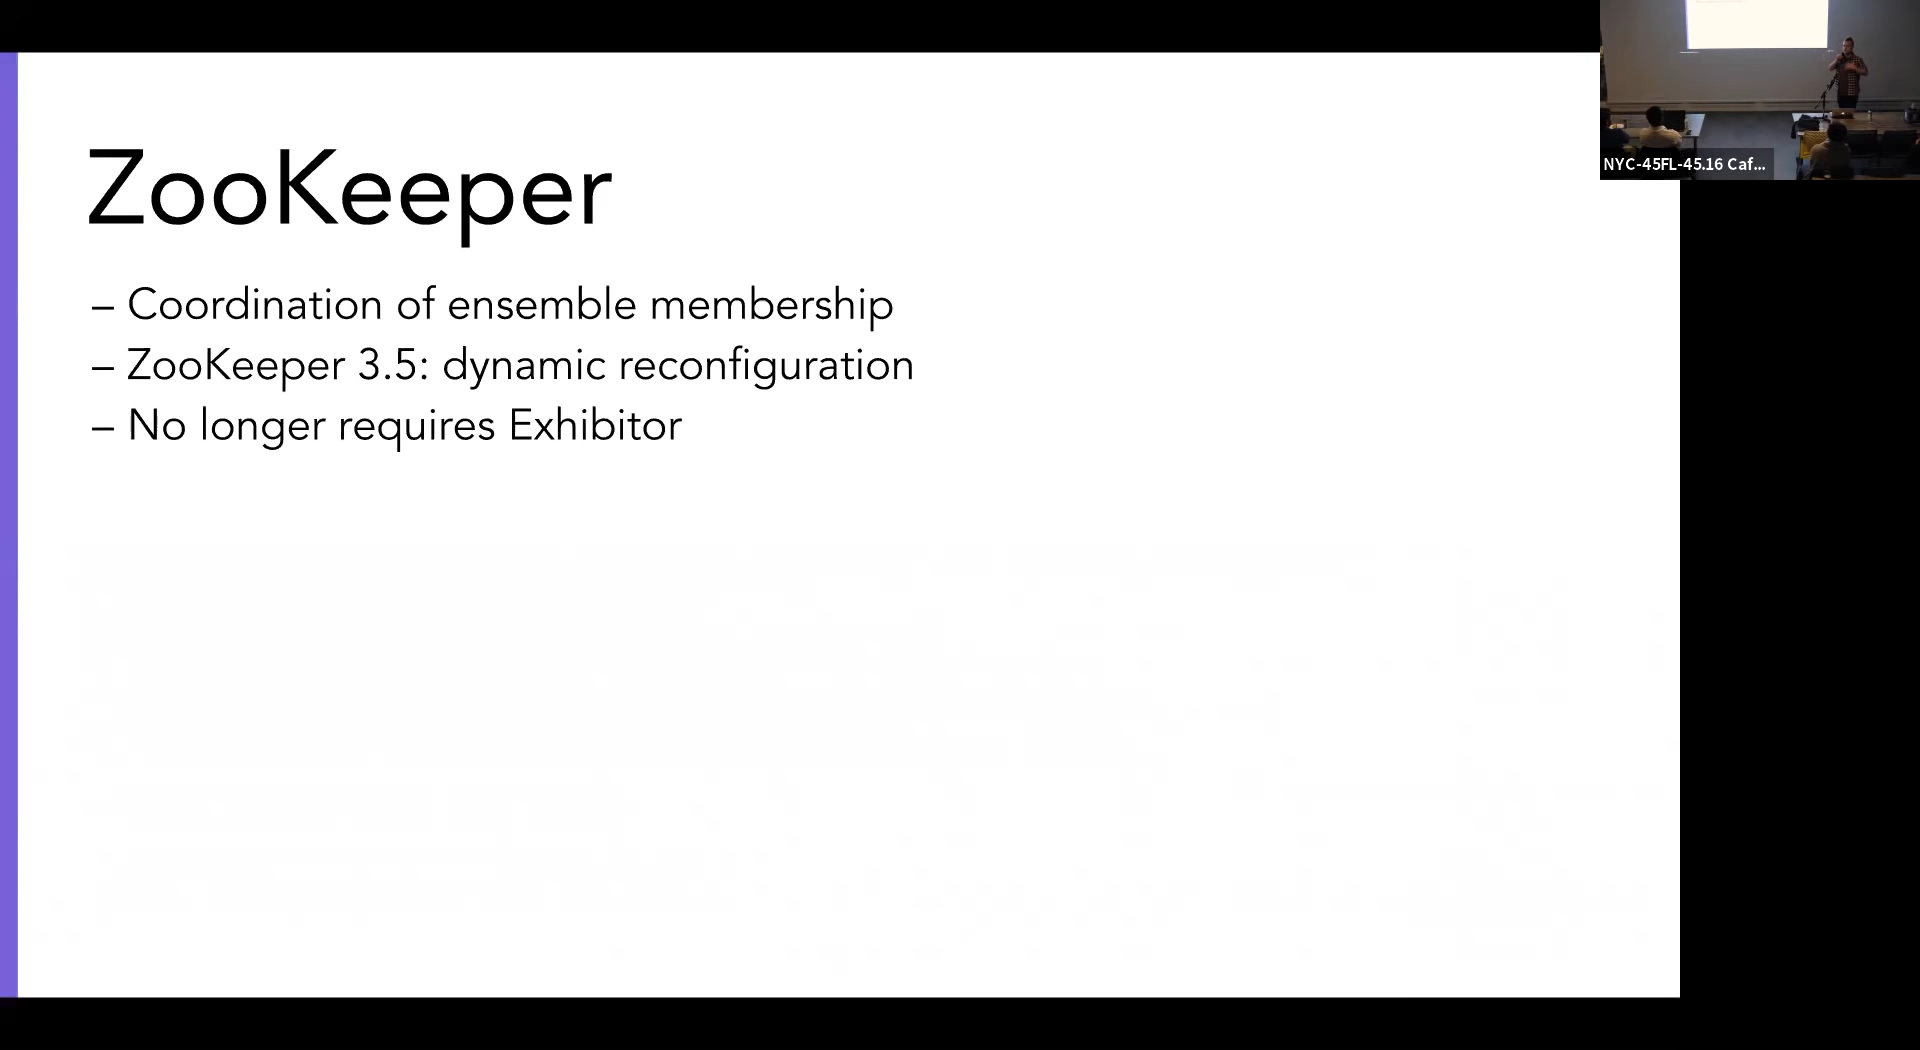 ZooKeeper
– Coordination of ensemble membership
– ZooKeeper 3.5: dynamic reconfiguration
– No longer requires Exhibitor
NYC-45FL-45.16 Caf...